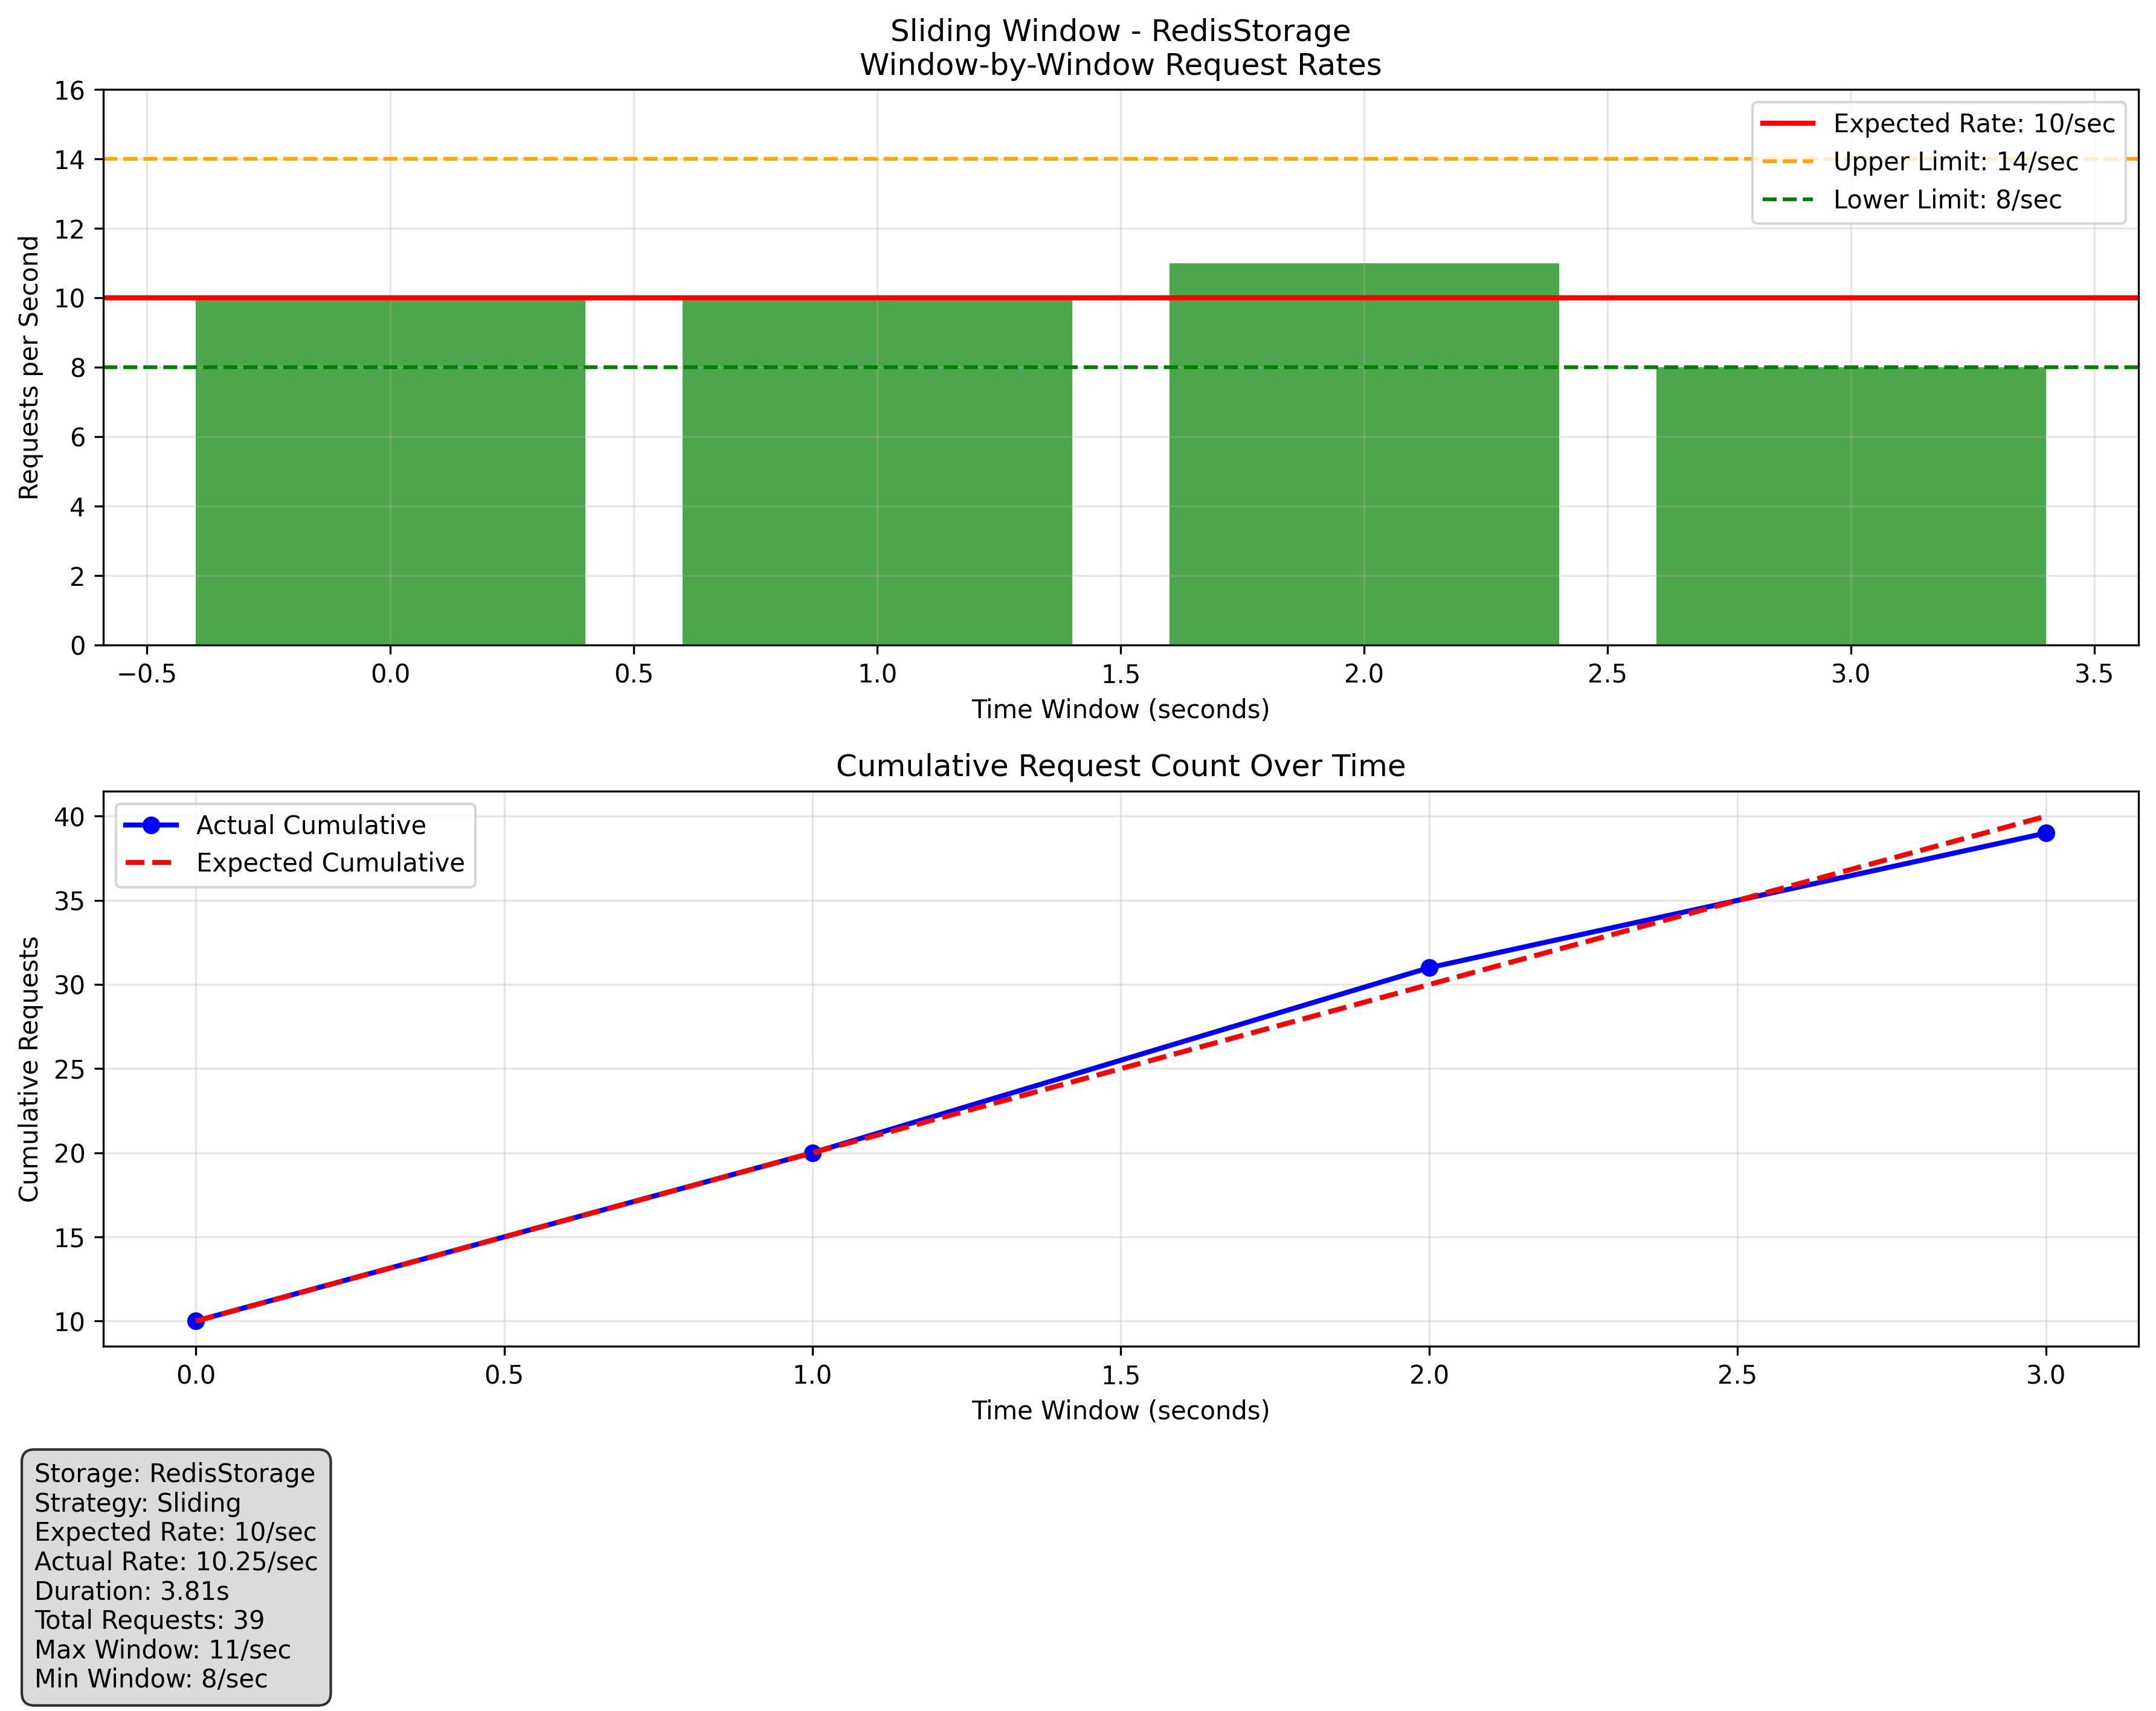 Sliding Window - RedisStorage
Window-by-Window Request Rates
Requests per Second
16
14
12
10
8
6
4
2
0
Expected Rate: 10/sec
Upper Limit: 14/sec
Lower Limit: 8/sec
−0.5
0.0
0.5
1.0
1.5
2.0
2.5
3.0
3.5
Time Window (seconds)
Cumulative Request Count Over Time
Cumulative Requests
40
35
30
25
20
15
10
Actual Cumulative
Expected Cumulative
0.0
0.5
1.0
1.5
2.0
2.5
3.0
Time Window (seconds)
Storage: RedisStorage
Strategy: Sliding
Expected Rate: 10/sec
Actual Rate: 10.25/sec
Duration: 3.81s
Total Requests: 39
Max Window: 11/sec
Min Window: 8/sec